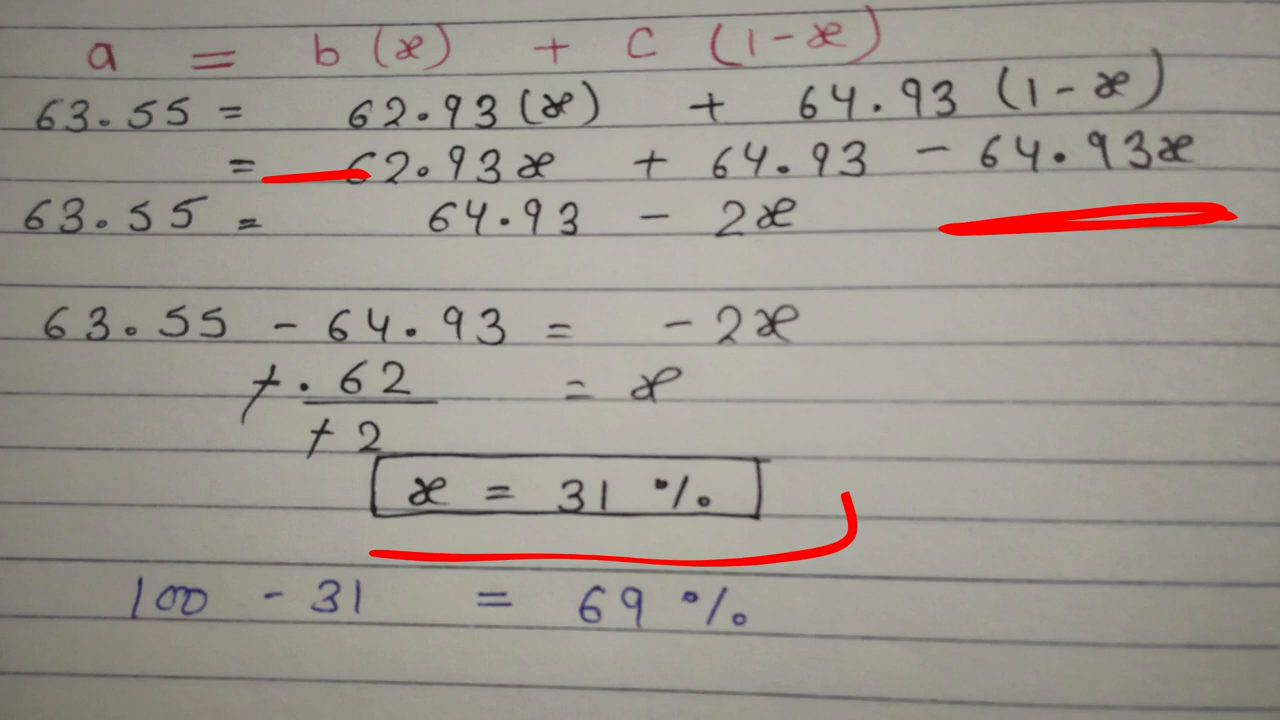 a = b (x) + c (1-x)
63.55 = 62.93(x) + 64.93 (1-x)
= 62.93x + 64.93 - 64.93x
63.55 = 64.93 - 2x
63.55 - 64.93 = -2x
+.62 = x
+2
x = 31 %
100 - 31 = 69 %